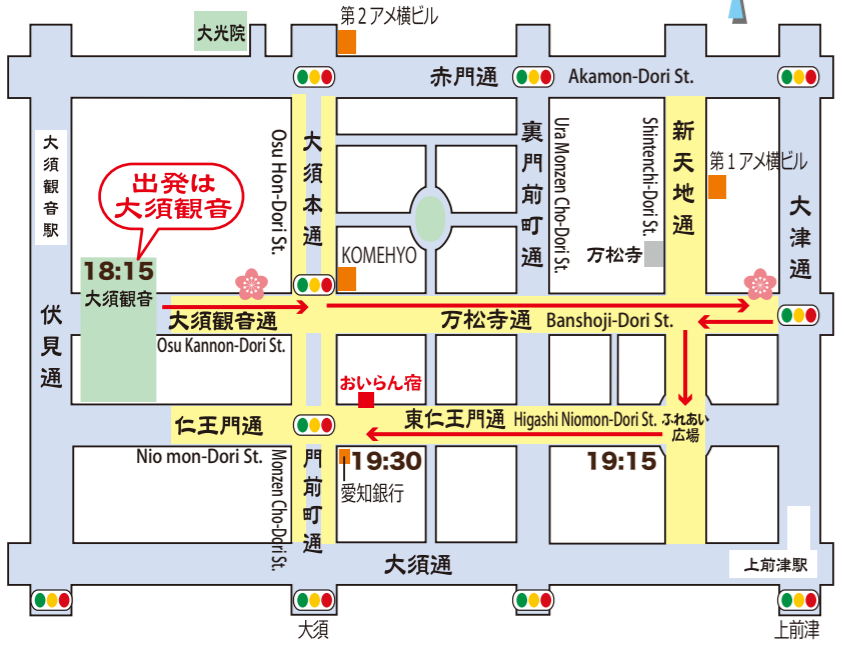 第2アメ横ビル
大光院
赤門通
Akamon-Dori St.
大須観音駅
出発は
大須観音
Osu Hon-Dori St.
大須本通
裏門前町通
Ura Monzen Cho-Dori St.
Shintenchi-Dori St.
新天地通
第1アメ横ビル
大津通
万松寺
KOMEHYO
18:15
大須観音
伏見通
大須観音通
Osu Kannon-Dori St.
万松寺通
Banshoji-Dori St.
おいらん宿
仁王門通
Nio mon-Dori St.
東仁王門通
Higashi Niomon-Dori St.
ふれあい
広場
19:30
愛知銀行
19:15
Monzen Cho-Dori St.
門前町通
大須通
上前津駅
大須
上前津